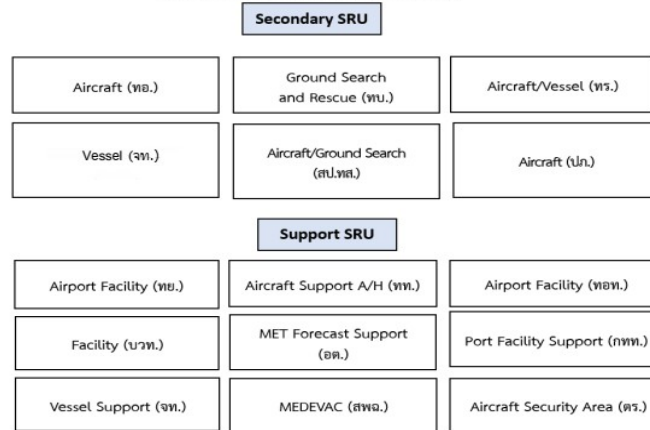 Secondary SRU
Aircraft (ทอ.)
Ground Search
and Rescue (ทบ.)
Aircraft/Vessel (ทร.)
Vessel (จท.)
Aircraft/Ground Search
(สป.ทส.)
Aircraft (ปภ.)
Support SRU
Airport Facility (ทย.)
Aircraft Support A/H (ทท.)
Airport Facility (ทอท.)
Facility (บวท.)
MET Forecast Support
(อต.)
Port Facility Support (กทท.)
Vessel Support (จท.)
MEDEVAC (สพฉ.)
Aircraft Security Area (ตร.)